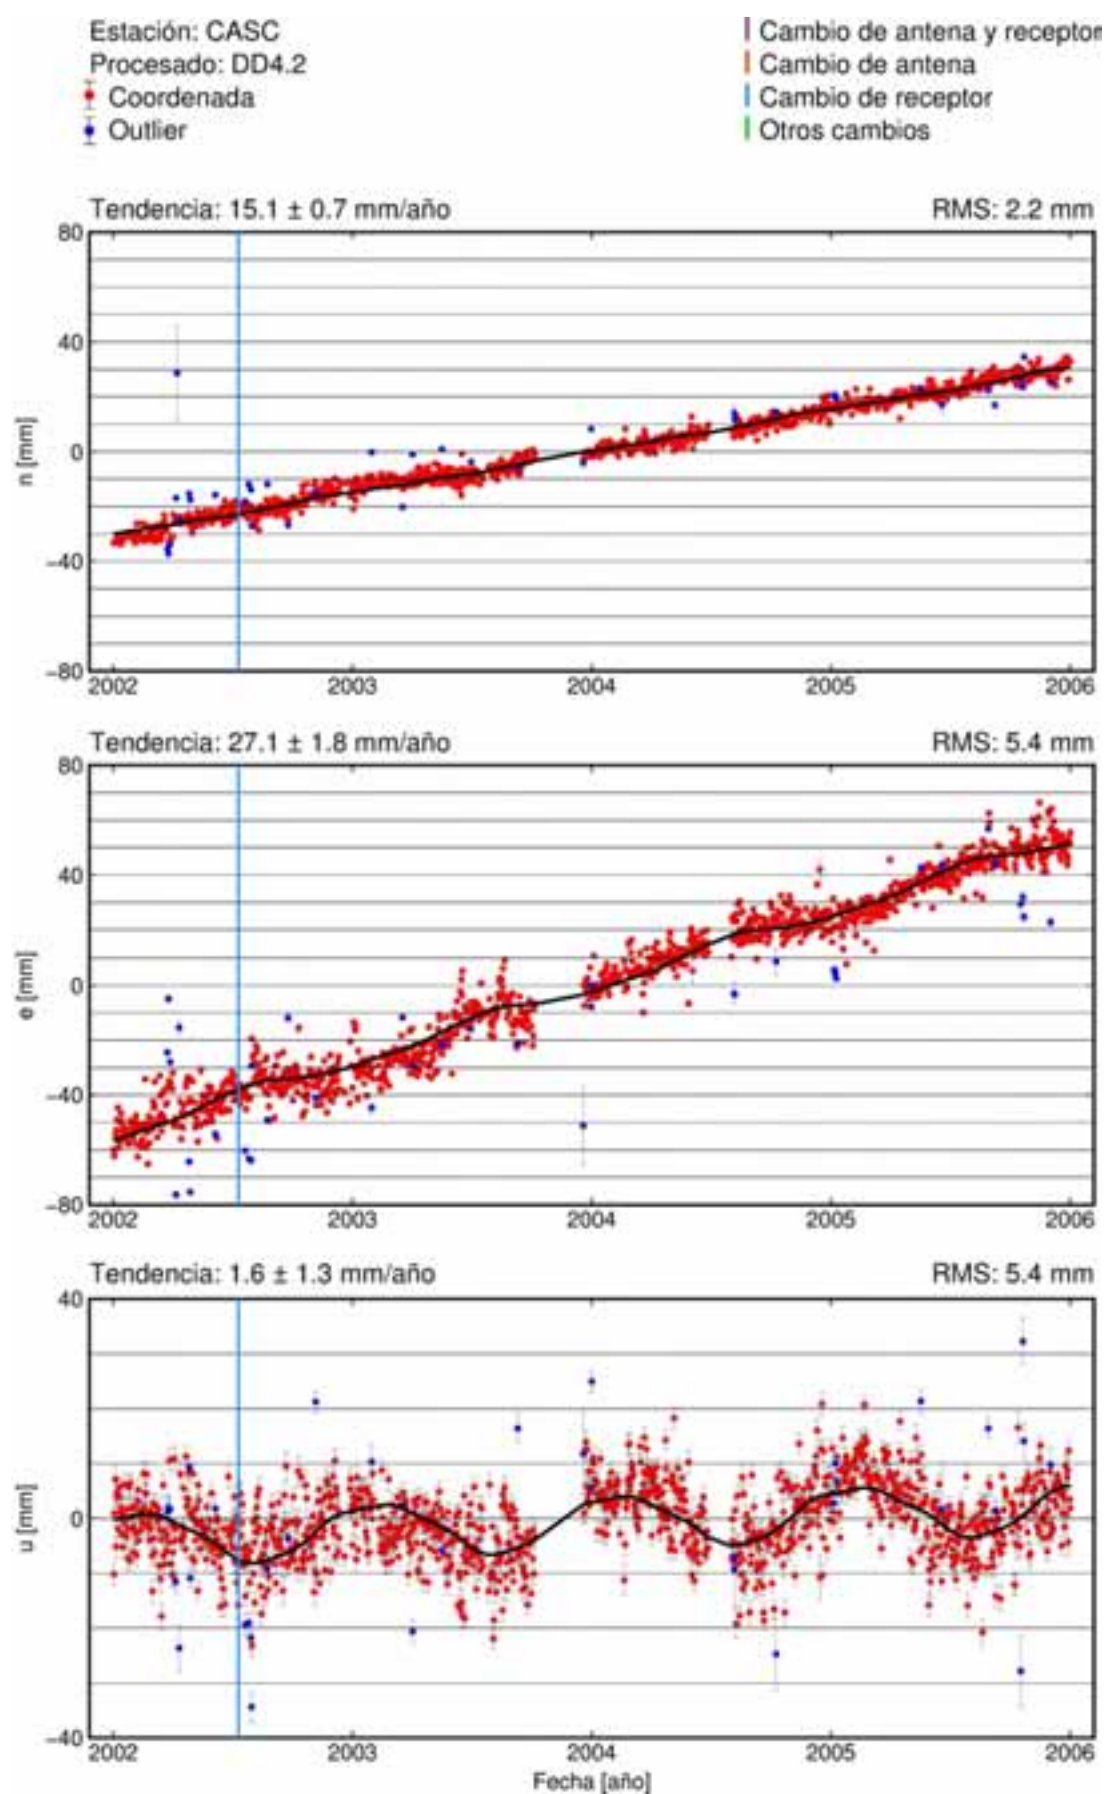 Estación: CASC
Procesado: DD4.2
Coordenada
Outlier
Cambio de antena y receptor
Cambio de antena
Cambio de receptor
Otros cambios
Tendencia: 15.1 ± 0.7 mm/año
RMS: 2.2 mm
80
40
0
−40
−80
n [mm]
2002 2003 2004 2005 2006
Tendencia: 27.1 ± 1.8 mm/año
RMS: 5.4 mm
80
40
0
−40
−80
e [mm]
2002 2003 2004 2005 2006
Tendencia: 1.6 ± 1.3 mm/año
RMS: 5.4 mm
40
0
−40
u [mm]
2002 2003 2004 2005 2006
Fecha [año]